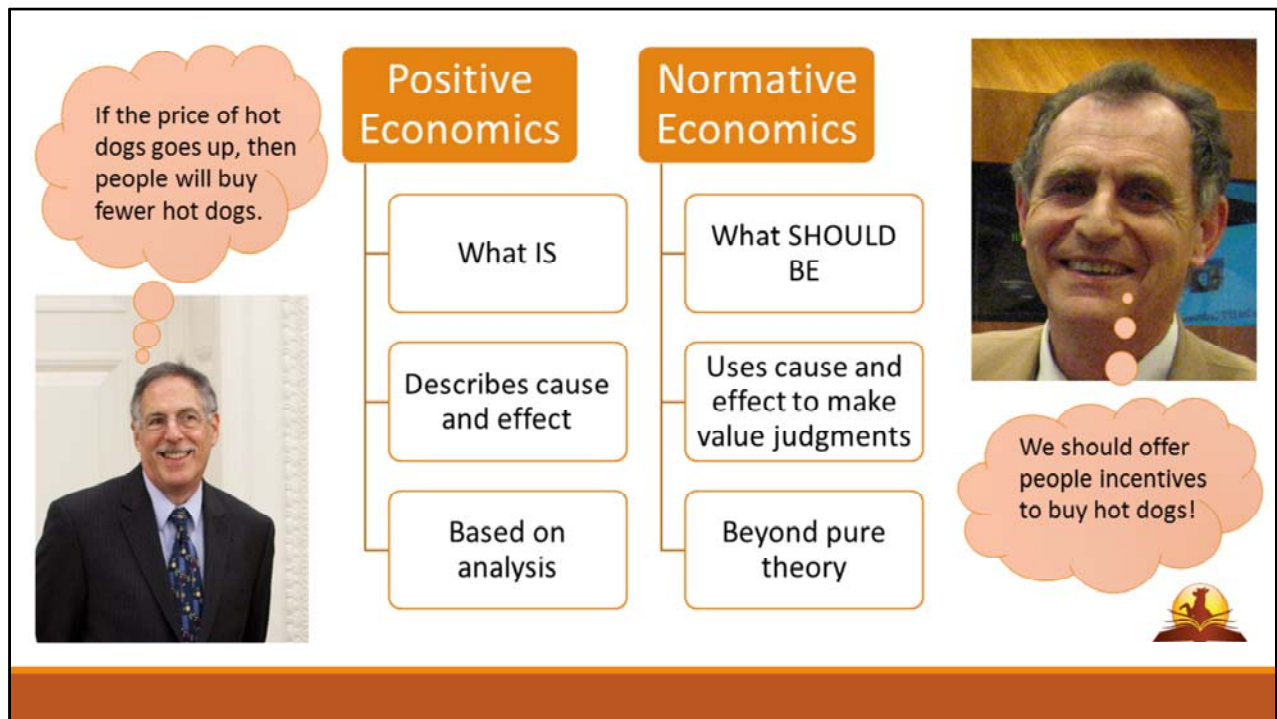 If the price of hot
dogs goes up, then
people will buy
fewer hot dogs.
Positive
Economics
What IS
Describes cause
and effect
Based on
analysis
Normative
Economics
What SHOULD
BE
Uses cause and
effect to make
value judgments
Beyond pure
theory
We should offer
people incentives
to buy hot dogs!